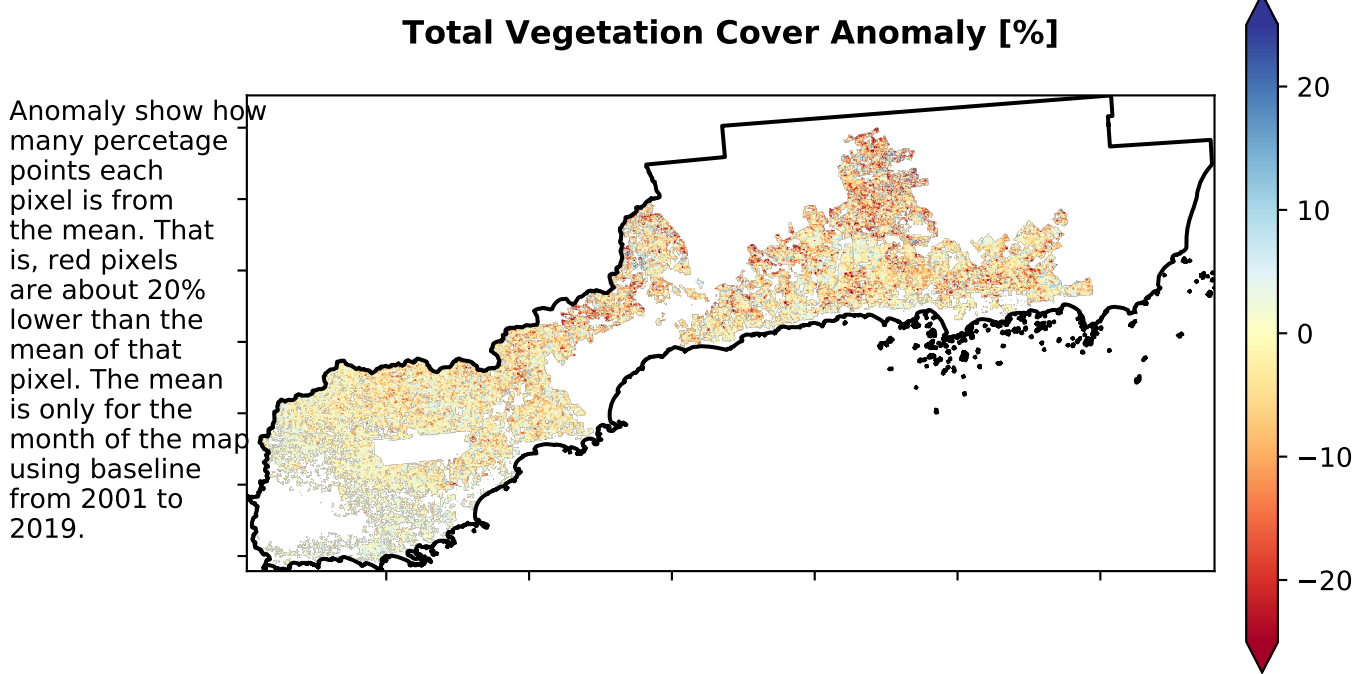 Total Vegetation Cover Anomaly [%]
Anomaly show how
many percetage
points each
pixel is from
the mean. That
is, red pixels
are about 20%
lower than the
mean of that
pixel. The mean
is only for the
month of the map
using baseline
from 2001 to
2019.
20
10
0
−10
−20